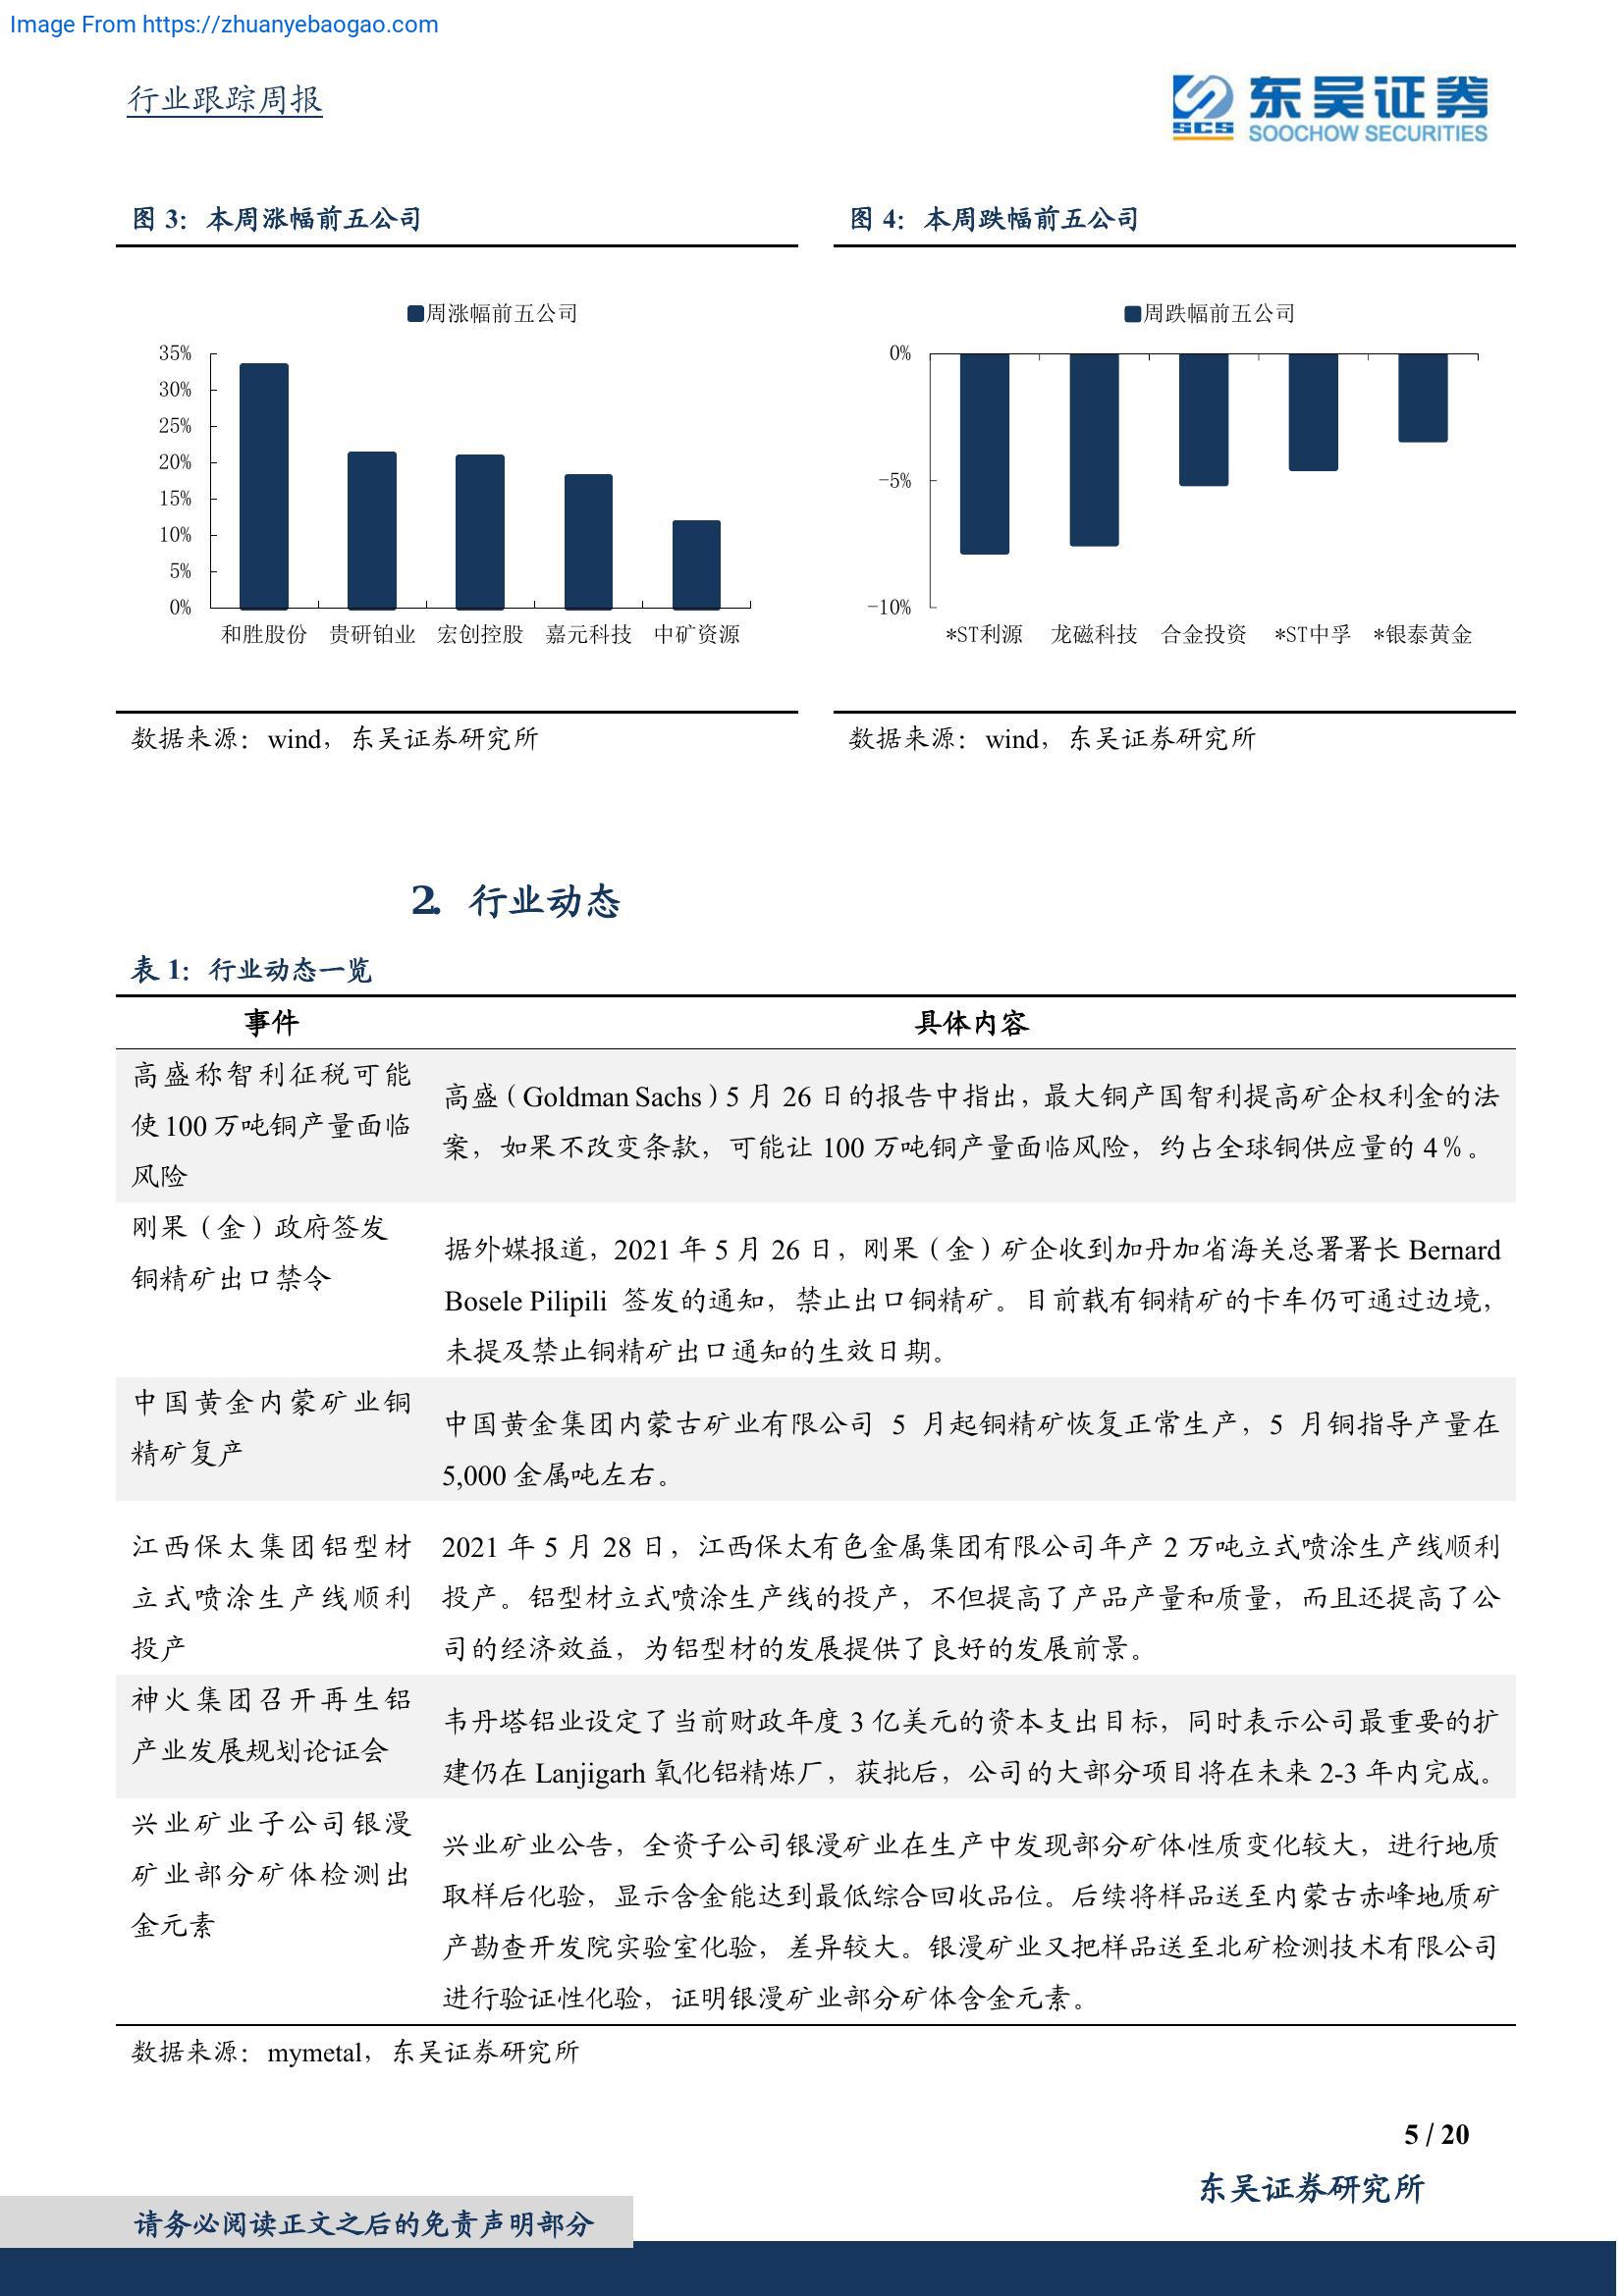 Image From https://zhuanyebaogao.com
行业跟踪周报
SCS 东吴证券
SOOCHOW SECURITIES
图 3：本周涨幅前五公司
周涨幅前五公司
35%
30%
25%
20%
15%
10%
5%
0%
和胜股份 贵研铂业 宏创控股 嘉元科技 中矿资源
数据来源：wind，东吴证券研究所
图 4：本周跌幅前五公司
周跌幅前五公司
0%
-5%
-10%
*ST利源 龙磁科技 合金投资 *ST中孚 *银泰黄金
数据来源：wind，东吴证券研究所
2. 行业动态
表 1：行业动态一览
事件 具体内容
高盛称智利征税可能
使 100 万吨铜产量面临
风险
高盛（Goldman Sachs）5 月 26 日的报告中指出，最大铜产国智利提高矿企权利金的法
案，如果不改变条款，可能让 100 万吨铜产量面临风险，约占全球铜供应量的 4%。
刚果（金）政府签发
铜精矿出口禁令
据外媒报道，2021 年 5 月 26 日，刚果（金）矿企收到加丹加省海关总署署长 Bernard
Bosele Pilipili 签发的通知，禁止出口铜精矿。目前载有铜精矿的卡车仍可通过边境，
未提及禁止铜精矿出口通知的生效日期。
中国黄金内蒙矿业铜
精矿复产
中国黄金集团内蒙古矿业有限公司 5 月起铜精矿恢复正常生产，5 月铜指导产量在
5,000 金属吨左右。
江西保太集团铝型材
立式喷涂生产线顺利
投产
2021 年 5 月 28 日，江西保太有色金属集团有限公司年产 2 万吨立式喷涂生产线顺利
投产。铝型材立式喷涂生产线的投产，不但提高了产品产量和质量，而且还提高了公
司的经济效益，为铝型材的发展提供了良好的发展前景。
神火集团召开再生铝
产业发展规划论证会
韦丹塔铝业设定了当前财政年度 3 亿美元的资本支出目标，同时表示公司最重要的扩
建仍在 Lanjigarh 氧化铝精炼厂，获批后，公司的大部分项目将在未来 2-3 年内完成。
兴业矿业子公司银漫
矿业部分矿体检测出
金元素
兴业矿业公告，全资子公司银漫矿业在生产中发现部分矿体性质变化较大，进行地质
取样后化验，显示含金能达到最低综合回收品位。后续将样品送至内蒙古赤峰地质矿
产勘查开发院实验室化验，差异较大。银漫矿业又把样品送至北矿检测技术有限公司
进行验证性化验，证明银漫矿业部分矿体含金元素。
数据来源：mymetal，东吴证券研究所
5 / 20
东吴证券研究所
请务必阅读正文之后的免责声明部分